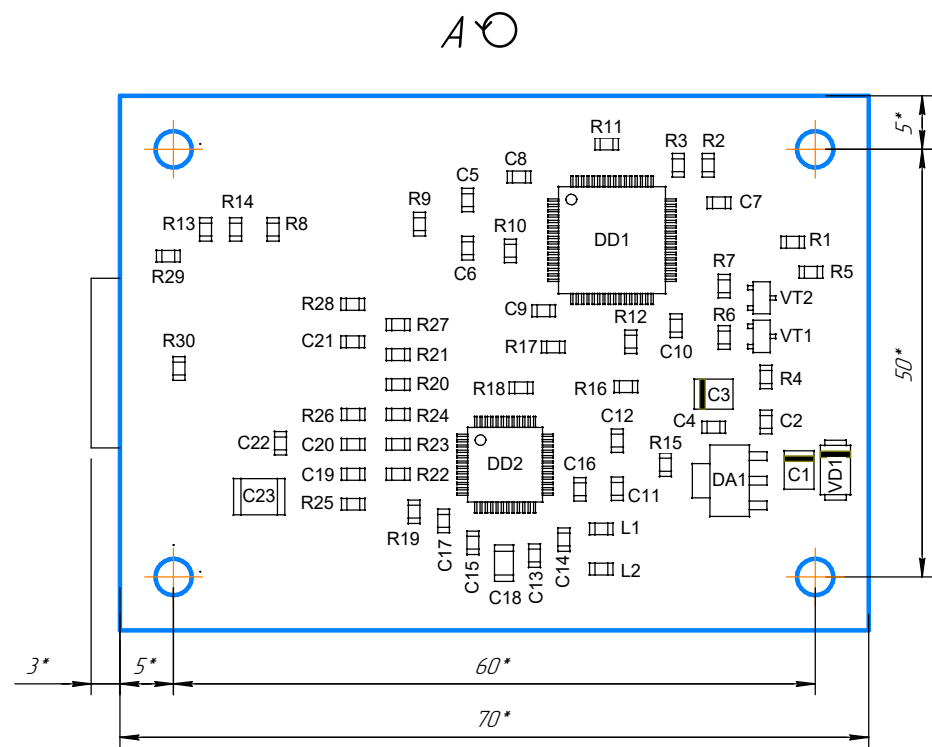 А
5*
R11
R3 R2
C8
C5
C7
R14
R13 R8
R9
R10
DD1
R1
C6
R29
R7
R5
VT2
R28
C9
R27
R12
R6
VT1
C21
R17
C10
R21
R30
50*
R20
R18
R16
C3
R4
R26
R24
C12
C4
C2
C22
C20
R23
R15
DD2
C16
C19
R22
DA1
C1
VD1
C23
C11
R25
R19
C17
L1
C15
C18
C13
C14
L2
3*
5*
60*
70*